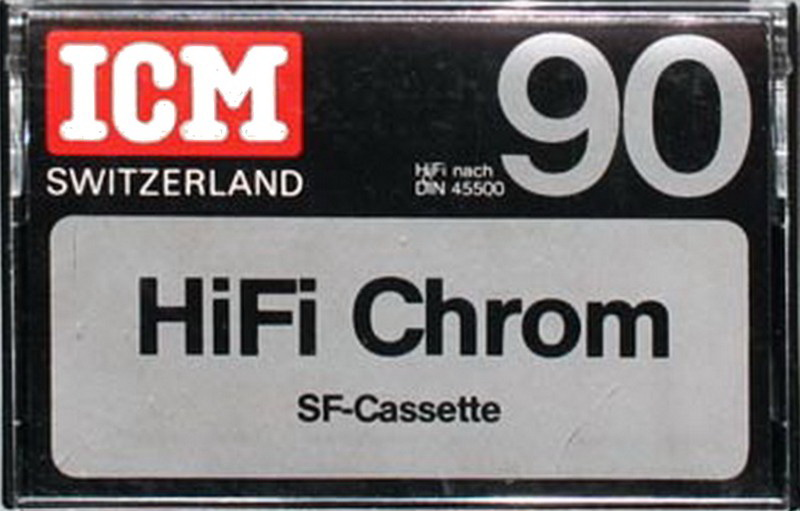 ICM
SWITZERLAND
90
HiFi nach
DIN 45500
HiFi Chrom
SF-Cassette